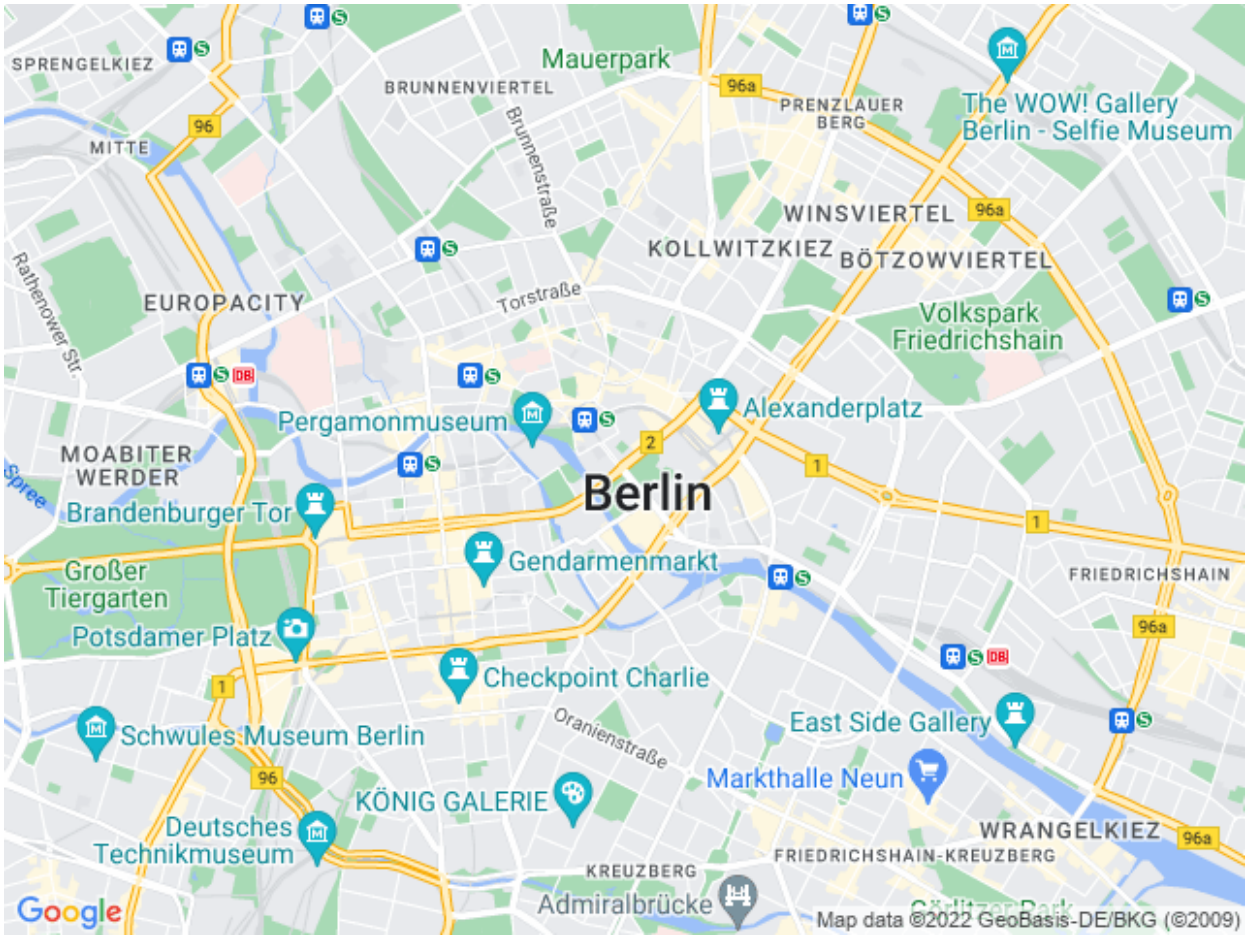 SPRENGELKIEZ
S
S
Mauerpark
S
BRUNNENVIERTEL
96a
PRENZLAUER
BERG
The WOW! Gallery
Berlin - Selfie Museum
96
MITTE
Brunnenstraße
WINSVIERTEL
96a
S
KOLLWITZKIEZ
BÖTZOWVIERTEL
Rathenower Str.
EUROPACITY
Torstraße
S
Volkspark
Friedrichshain
S DB
S
Pergamonmuseum
S
Alexanderplatz
2
MOABITER
WERDER
S
1
Spree
Berlin
Brandenburger Tor
1
Gendarmenmarkt
Großer
Tiergarten
S
FRIEDRICHSHAIN
Potsdamer Platz
96a
S DB
Checkpoint Charlie
1
Schwules Museum Berlin
Oranienstraße
East Side Gallery
S
96
Markthalle Neun
KÖNIG GALERIE
Deutsches
Technikmuseum
WRANGELKIEZ
96a
FRIEDRICHSHAIN-KREUZBERG
KREUZBERG
Admiralbrücke
Görlitzer Park
Google
Map data ©2022 GeoBasis-DE/BKG (©2009)